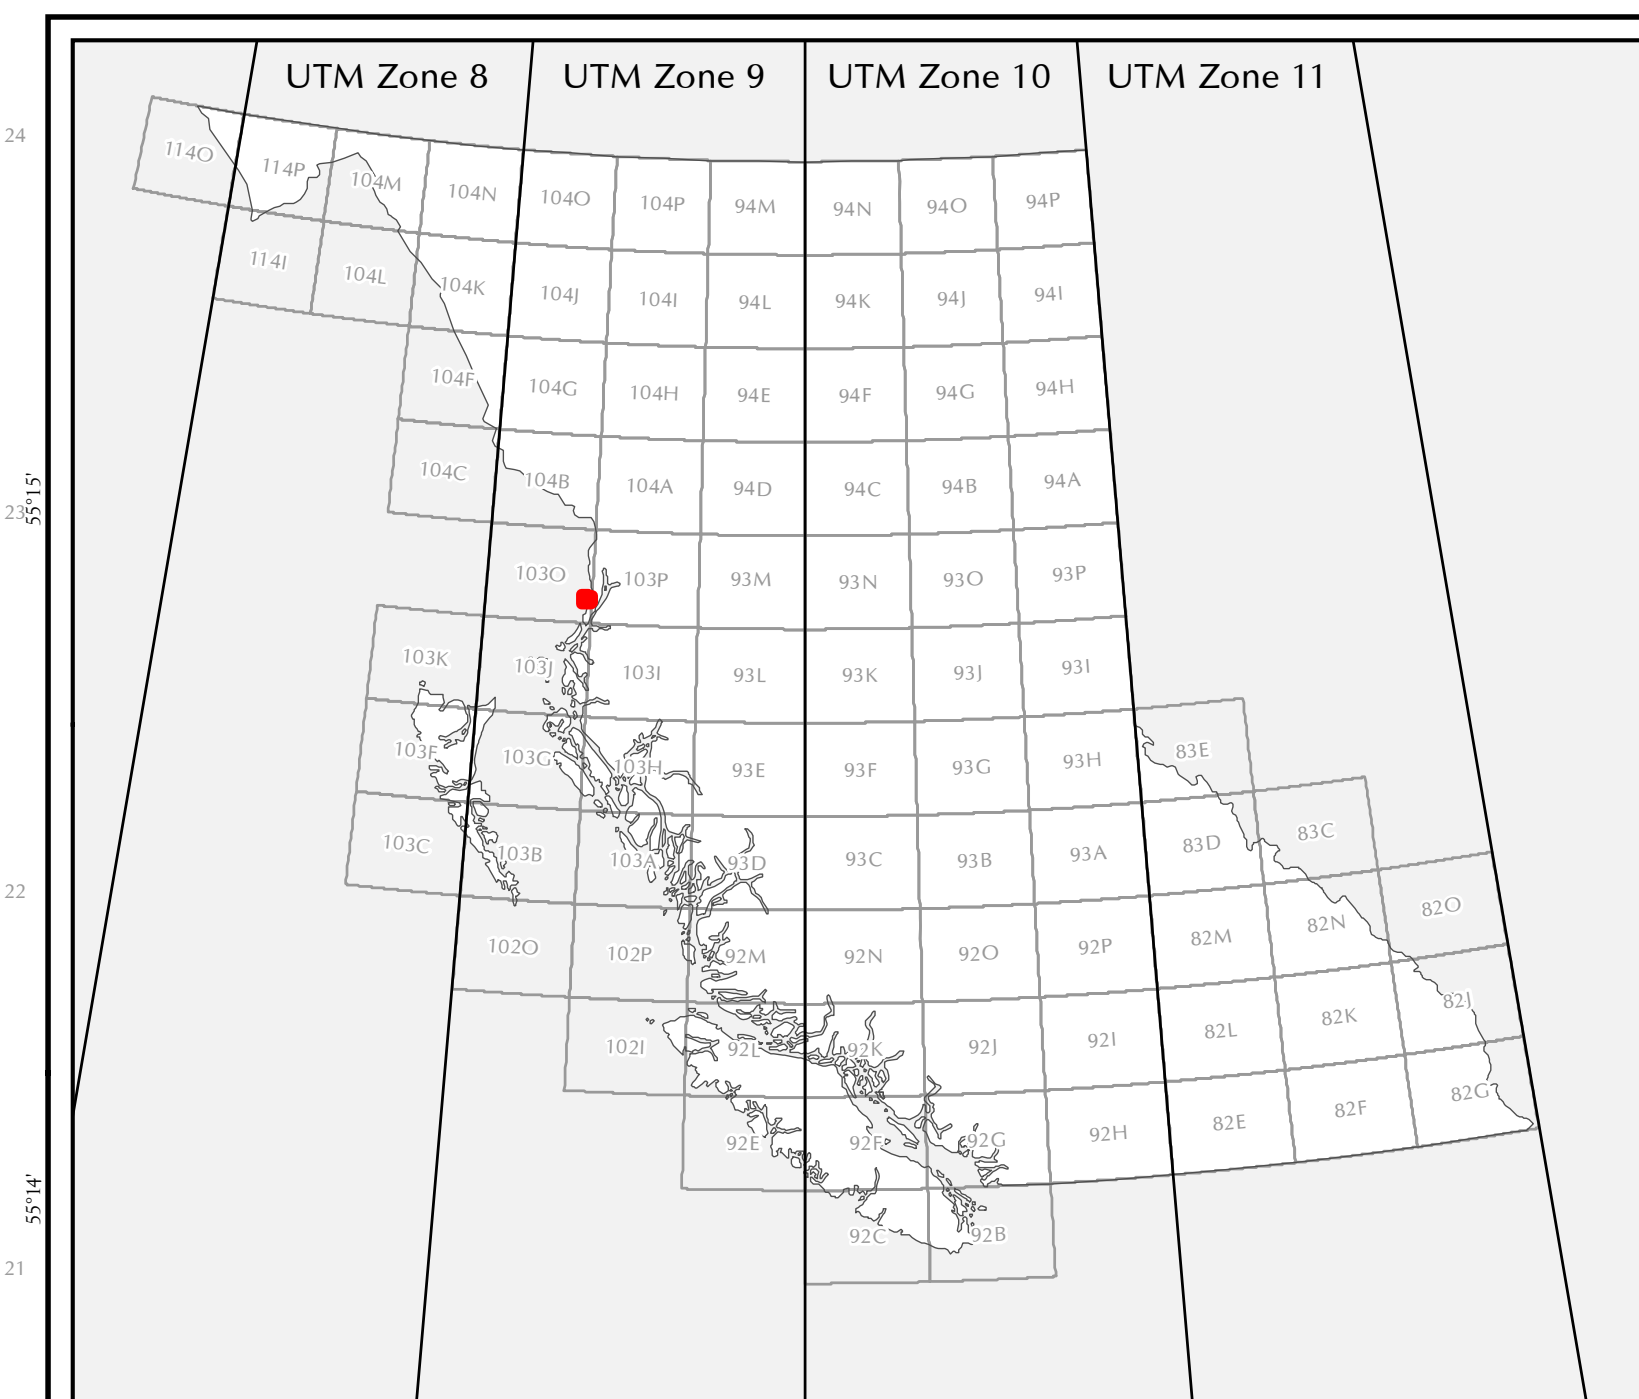 UTM Zone 8 UTM Zone 9 UTM Zone 10 UTM Zone 11
24
114O 114P 104M 104N 104O 104P 94M 94N 94O 94P
114I 104L 104K 104J 104I 94L 94K 94J 94I
104F 104G 104H 94E 94F 94G 94H
104C 104B 104A 94D 94C 94B 94A
23
55°15'
103O 103P 93M 93N 93O 93P
103K 103J 103I 93L 93K 93J 93I
103F 103G 103H 93E 93F 93G 93H 83E
103C 103B 103A 93D 93C 93B 93A 83D 83C
22
102O 102P 92M 92N 92O 92P 82M 82N 82O
102I 92L 92K 92J 92I 82L 82K 82J
92E 92F 92G 92H 82E 82F 82G
55°14'
92C 92B
21